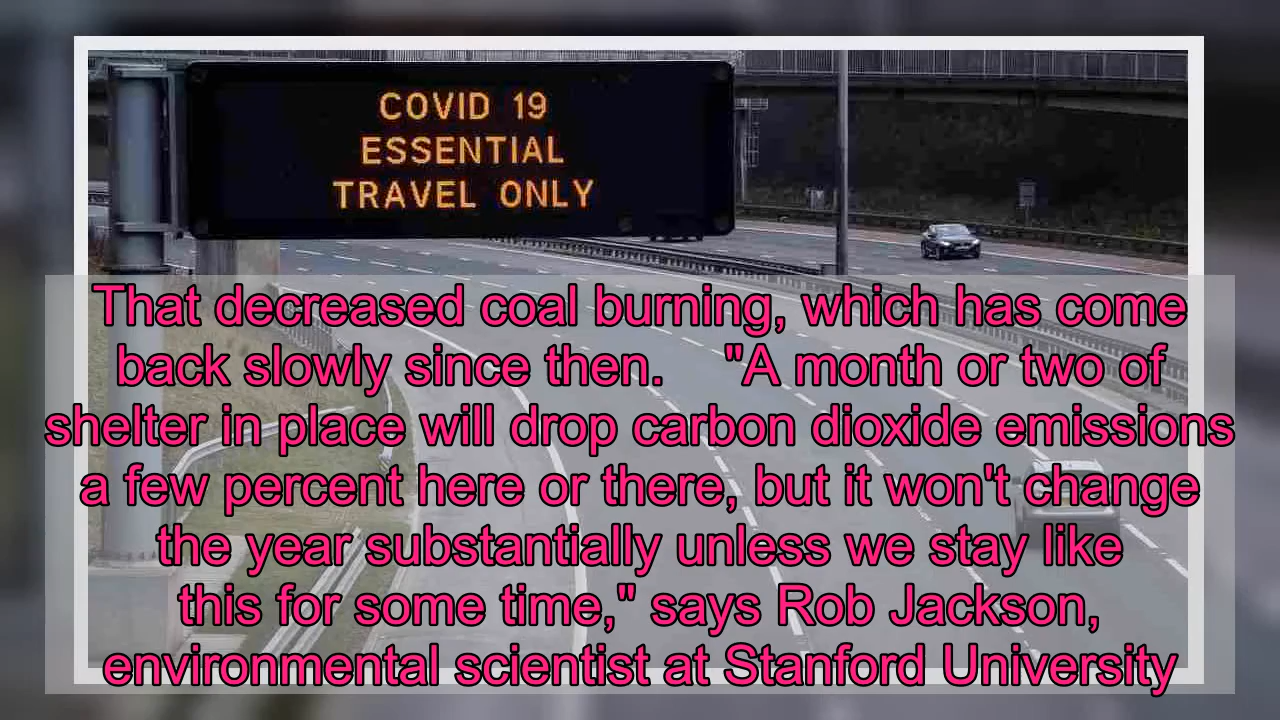 COVID 19
ESSENTIAL
TRAVEL ONLY
That decreased coal burning, which has come
back slowly since then. "A month or two of
shelter in place will drop carbon dioxide emissions
a few percent here or there, but it won't change
the year substantially unless we stay like
this for some time," says Rob Jackson,
environmental scientist at Stanford University